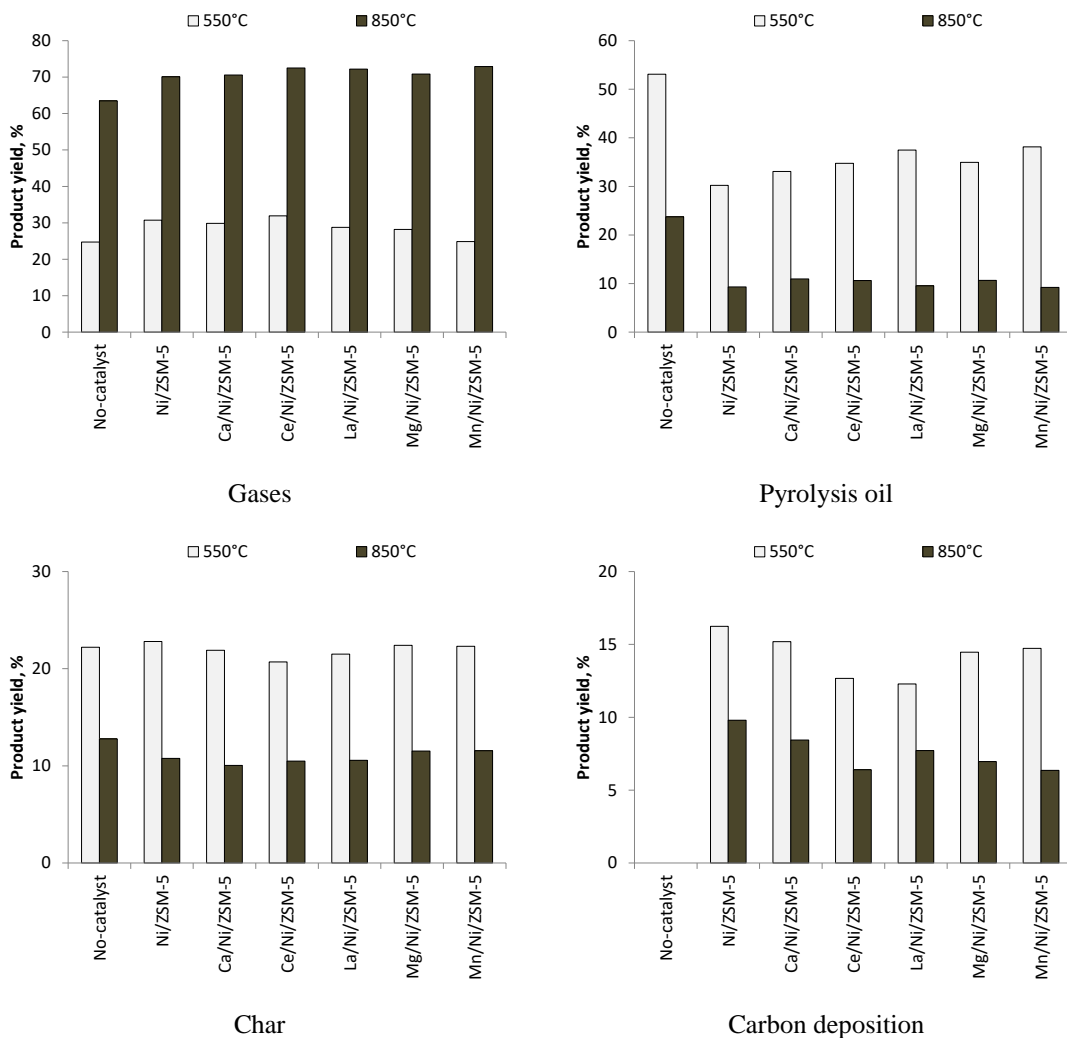 550°C 850°C
Product yield, %
80
70
60
50
40
30
20
10
0
No-catalyst
Ni/ZSM-5
Ca/Ni/ZSM-5
Ce/Ni/ZSM-5
La/Ni/ZSM-5
Mg/Ni/ZSM-5
Mn/Ni/ZSM-5
Gases
550°C 850°C
Product yield, %
60
50
40
30
20
10
0
No-catalyst
Ni/ZSM-5
Ca/Ni/ZSM-5
Ce/Ni/ZSM-5
La/Ni/ZSM-5
Mg/Ni/ZSM-5
Mn/Ni/ZSM-5
Pyrolysis oil
550°C 850°C
Product yield, %
30
20
10
0
No-catalyst
Ni/ZSM-5
Ca/Ni/ZSM-5
Ce/Ni/ZSM-5
La/Ni/ZSM-5
Mg/Ni/ZSM-5
Mn/Ni/ZSM-5
Char
550°C 850°C
Product yield, %
20
15
10
5
0
No-catalyst
Ni/ZSM-5
Ca/Ni/ZSM-5
Ce/Ni/ZSM-5
La/Ni/ZSM-5
Mg/Ni/ZSM-5
Mn/Ni/ZSM-5
Carbon deposition